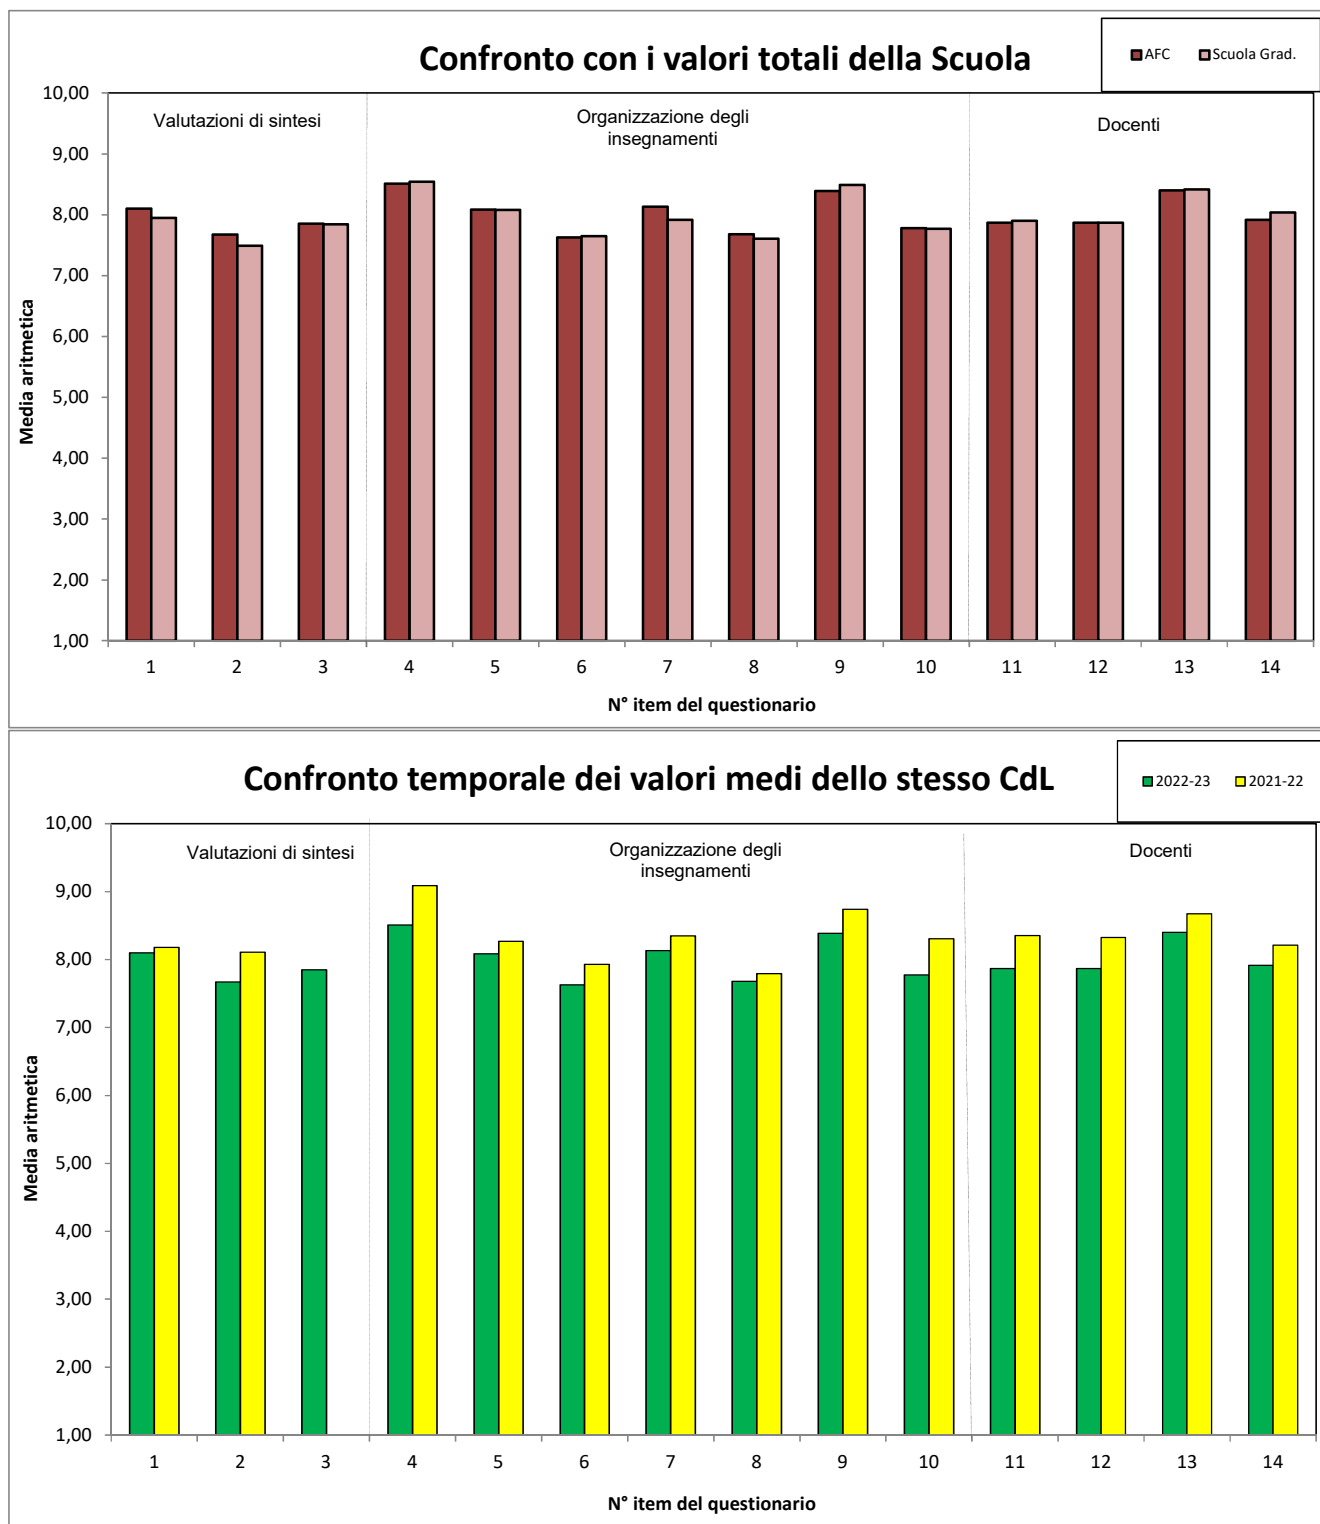 Confronto con i valori totali della Scuola
AFC
Scuola Grad.
Valutazioni di sintesi
Organizzazione degli
insegnamenti
Docenti
10,00
9,00
8,00
7,00
6,00
5,00
4,00
3,00
2,00
1,00
Media aritmetica
1 2 3 4 5 6 7 8 9 10 11 12 13 14
N° item del questionario
Confronto temporale dei valori medi dello stesso CdL
2022-23
2021-22
Valutazioni di sintesi
Organizzazione degli
insegnamenti
Docenti
10,00
9,00
8,00
7,00
6,00
5,00
4,00
3,00
2,00
1,00
Media aritmetica
1 2 3 4 5 6 7 8 9 10 11 12 13 14
N° item del questionario